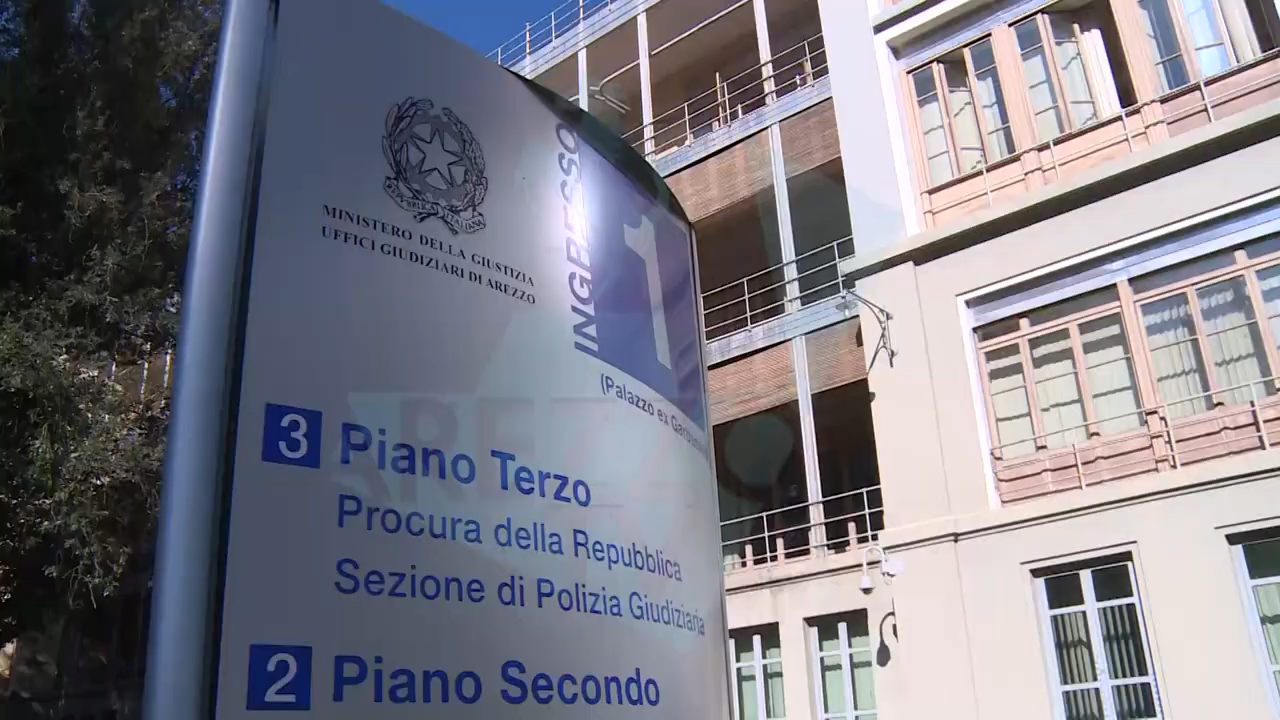 REPUBBLICA ITALIANA
MINISTERO DELLA GIUSTIZIA
UFFICI GIUDIZIARI DI AREZZO
INGRESSO
1
(Palazzo ex
3 Piano Terzo
Procura della Repubblica
Sezione di Polizia Giudiziaria
2 Piano Secondo